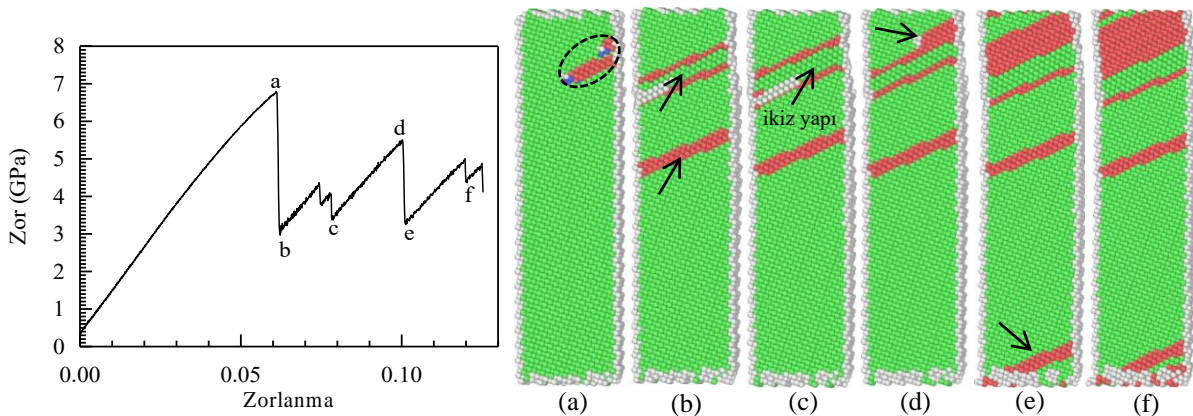 8
7
6
5
4
3
2
1
0
Zor (GPa)
a
b
c
d
e
f
0.00
0.05
0.10
Zorlanma
ikiz yapı
(a)
(b)
(c)
(d)
(e)
(f)